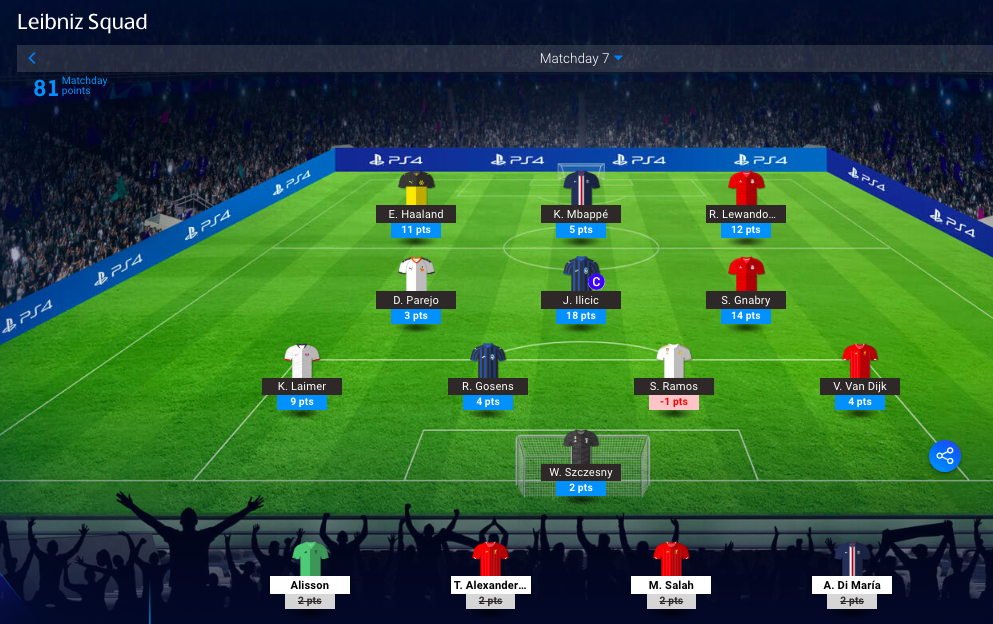 Leibniz Squad
Matchday 7
81 Matchday
points
PS4 PS4 PS4 PS4
PS4 PS4
PS4 PS4
PS4
PS4
E. Haaland K. Mbappé R. Lewando...
11 pts 5 pts 12 pts
C
D. Parejo J. Ilicic S. Gnabry
3 pts 18 pts 14 pts
K. Laimer R. Gosens S. Ramos V. Van Dijk
9 pts 4 pts -1 pts 4 pts
W. Szczesny
2 pts
Alisson T. Alexander... M. Salah A. Di María
2 pts 2 pts 2 pts 2 pts